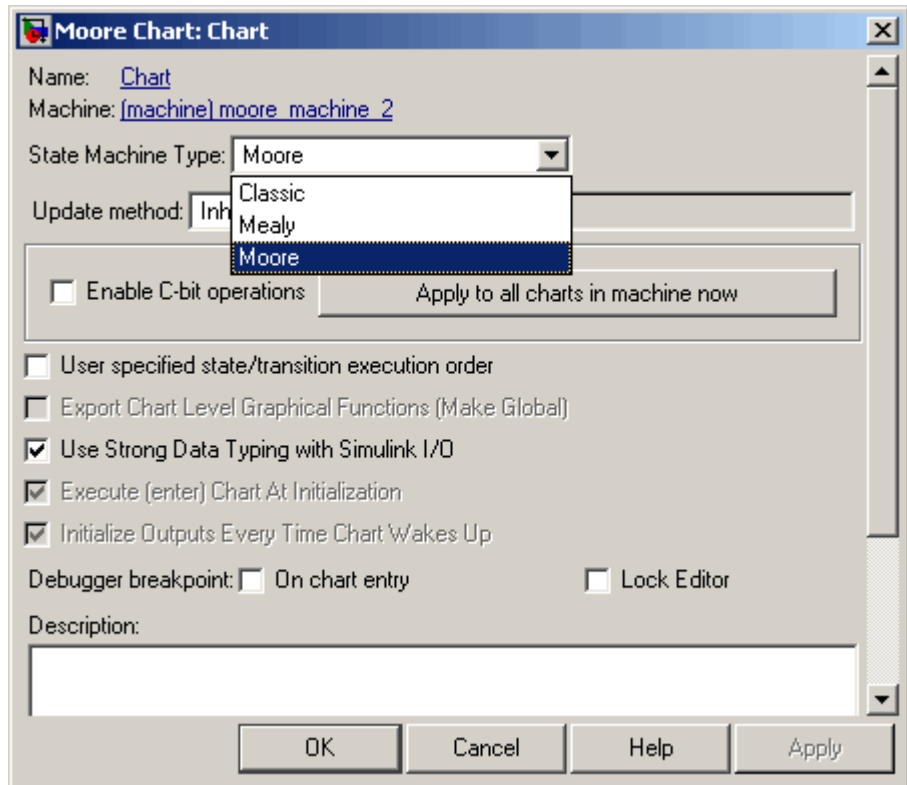 Moore Chart: Chart
Name: Chart
Machine: (machine) moore_machine_2
State Machine Type: Moore
Classic
Update method: Inh
Mealy
Moore
Enable C-bit operations Apply to all charts in machine now
User specified state/transition execution order
Export Chart Level Graphical Functions (Make Global)
Use Strong Data Typing with Simulink I/O
Execute (enter) Chart At Initialization
Initialize Outputs Every Time Chart Wakes Up
Debugger breakpoint: On chart entry Lock Editor
Description:
OK Cancel Help Apply